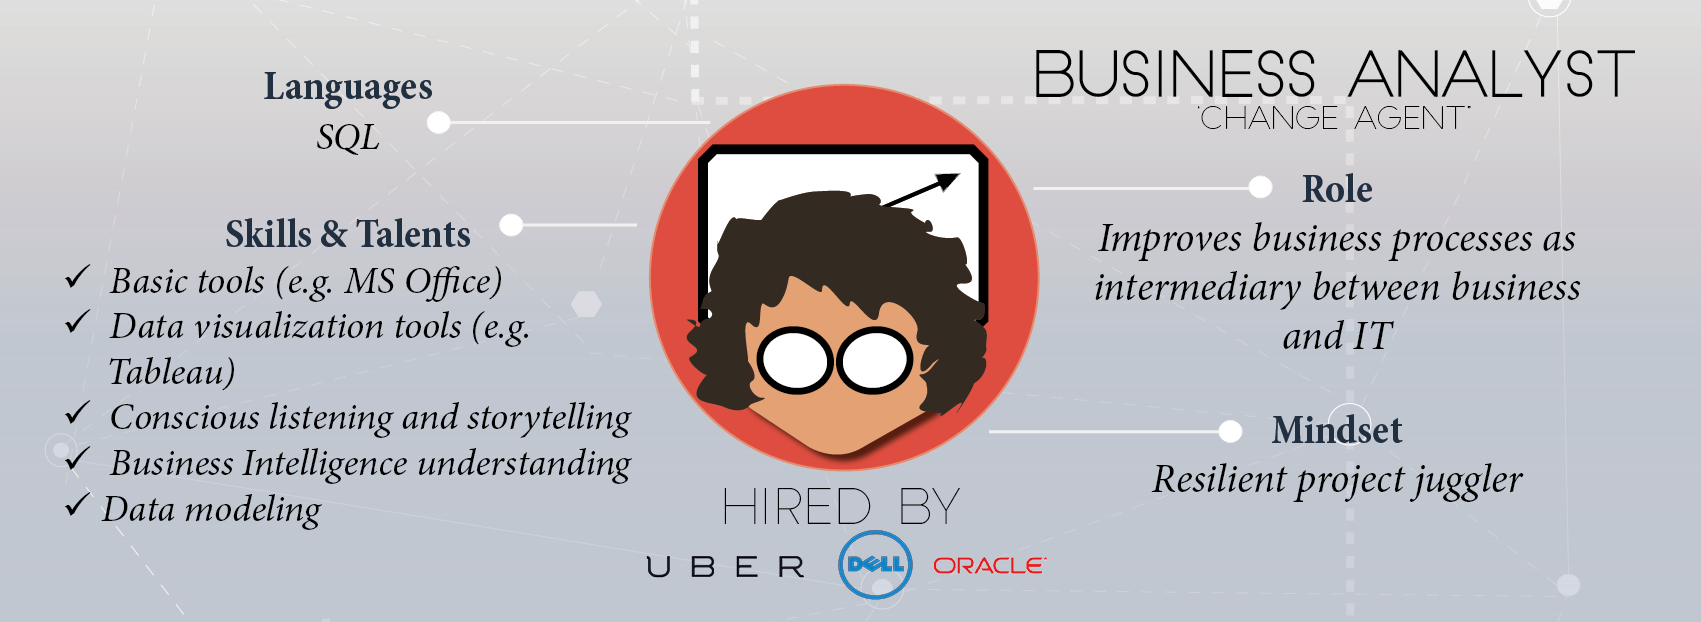 BUSINESS ANALYST
"CHANGE AGENT"
Languages
SQL
Skills & Talents
✓ Basic tools (e.g. MS Office)
✓ Data visualization tools (e.g.
Tableau)
✓ Conscious listening and storytelling
✓ Business Intelligence understanding
✓ Data modeling
Role
Improves business processes as
intermediary between business
and IT
Mindset
Resilient project juggler
HIRED BY
UBER DELL ORACLE